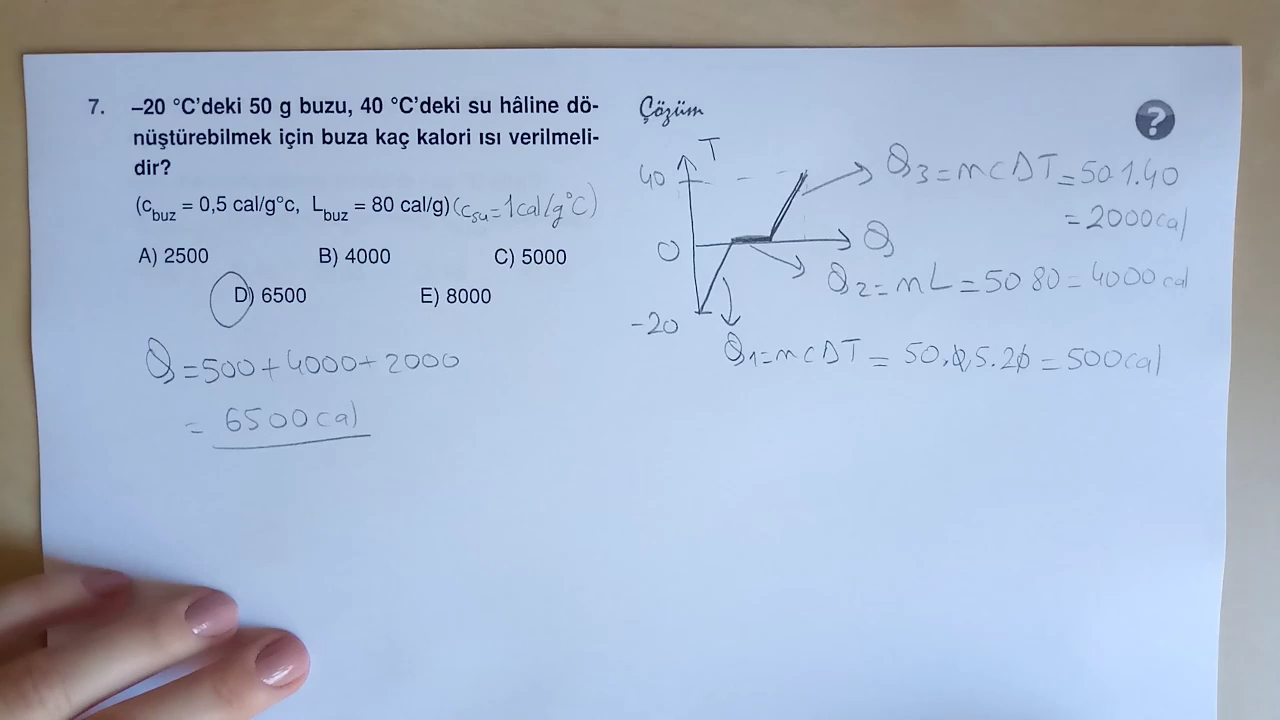 7. –20 °C'deki 50 g buzu, 40 °C'deki su hâline dö-
nüştürebilmek için buza kaç kalori ısı verilmeli-
dir?
(c_buz = 0,5 cal/g°c, L_buz = 80 cal/g) (c_su = 1 cal/g°C)
A) 2500 B) 4000 C) 5000
D) 6500 E) 8000
Q = 500 + 4000 + 2000
= 6500 cal
Çözüm
?
T
40
0
-20
Q
Q3 = mcΔT = 50.1.40
= 2000 cal
Q2 = mL = 50 80 = 4000 cal
Q1 = mcΔT = 50.0,5.20 = 500 cal